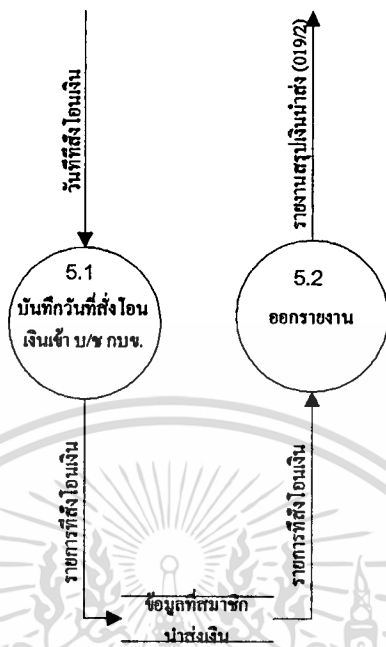 วันที่ที่สั่งโอนเงิน
รายงานสรุปเงินนำส่ง (019/2)
5.1
บันทึกวันที่สั่งโอน
เงินเข้า บ/ช กบข.
5.2
ออกรายงาน
รายการที่สั่งโอนเงิน
รายการที่สั่งโอนเงิน
ข้อมูลที่สมาชิก
นำส่งเงิน